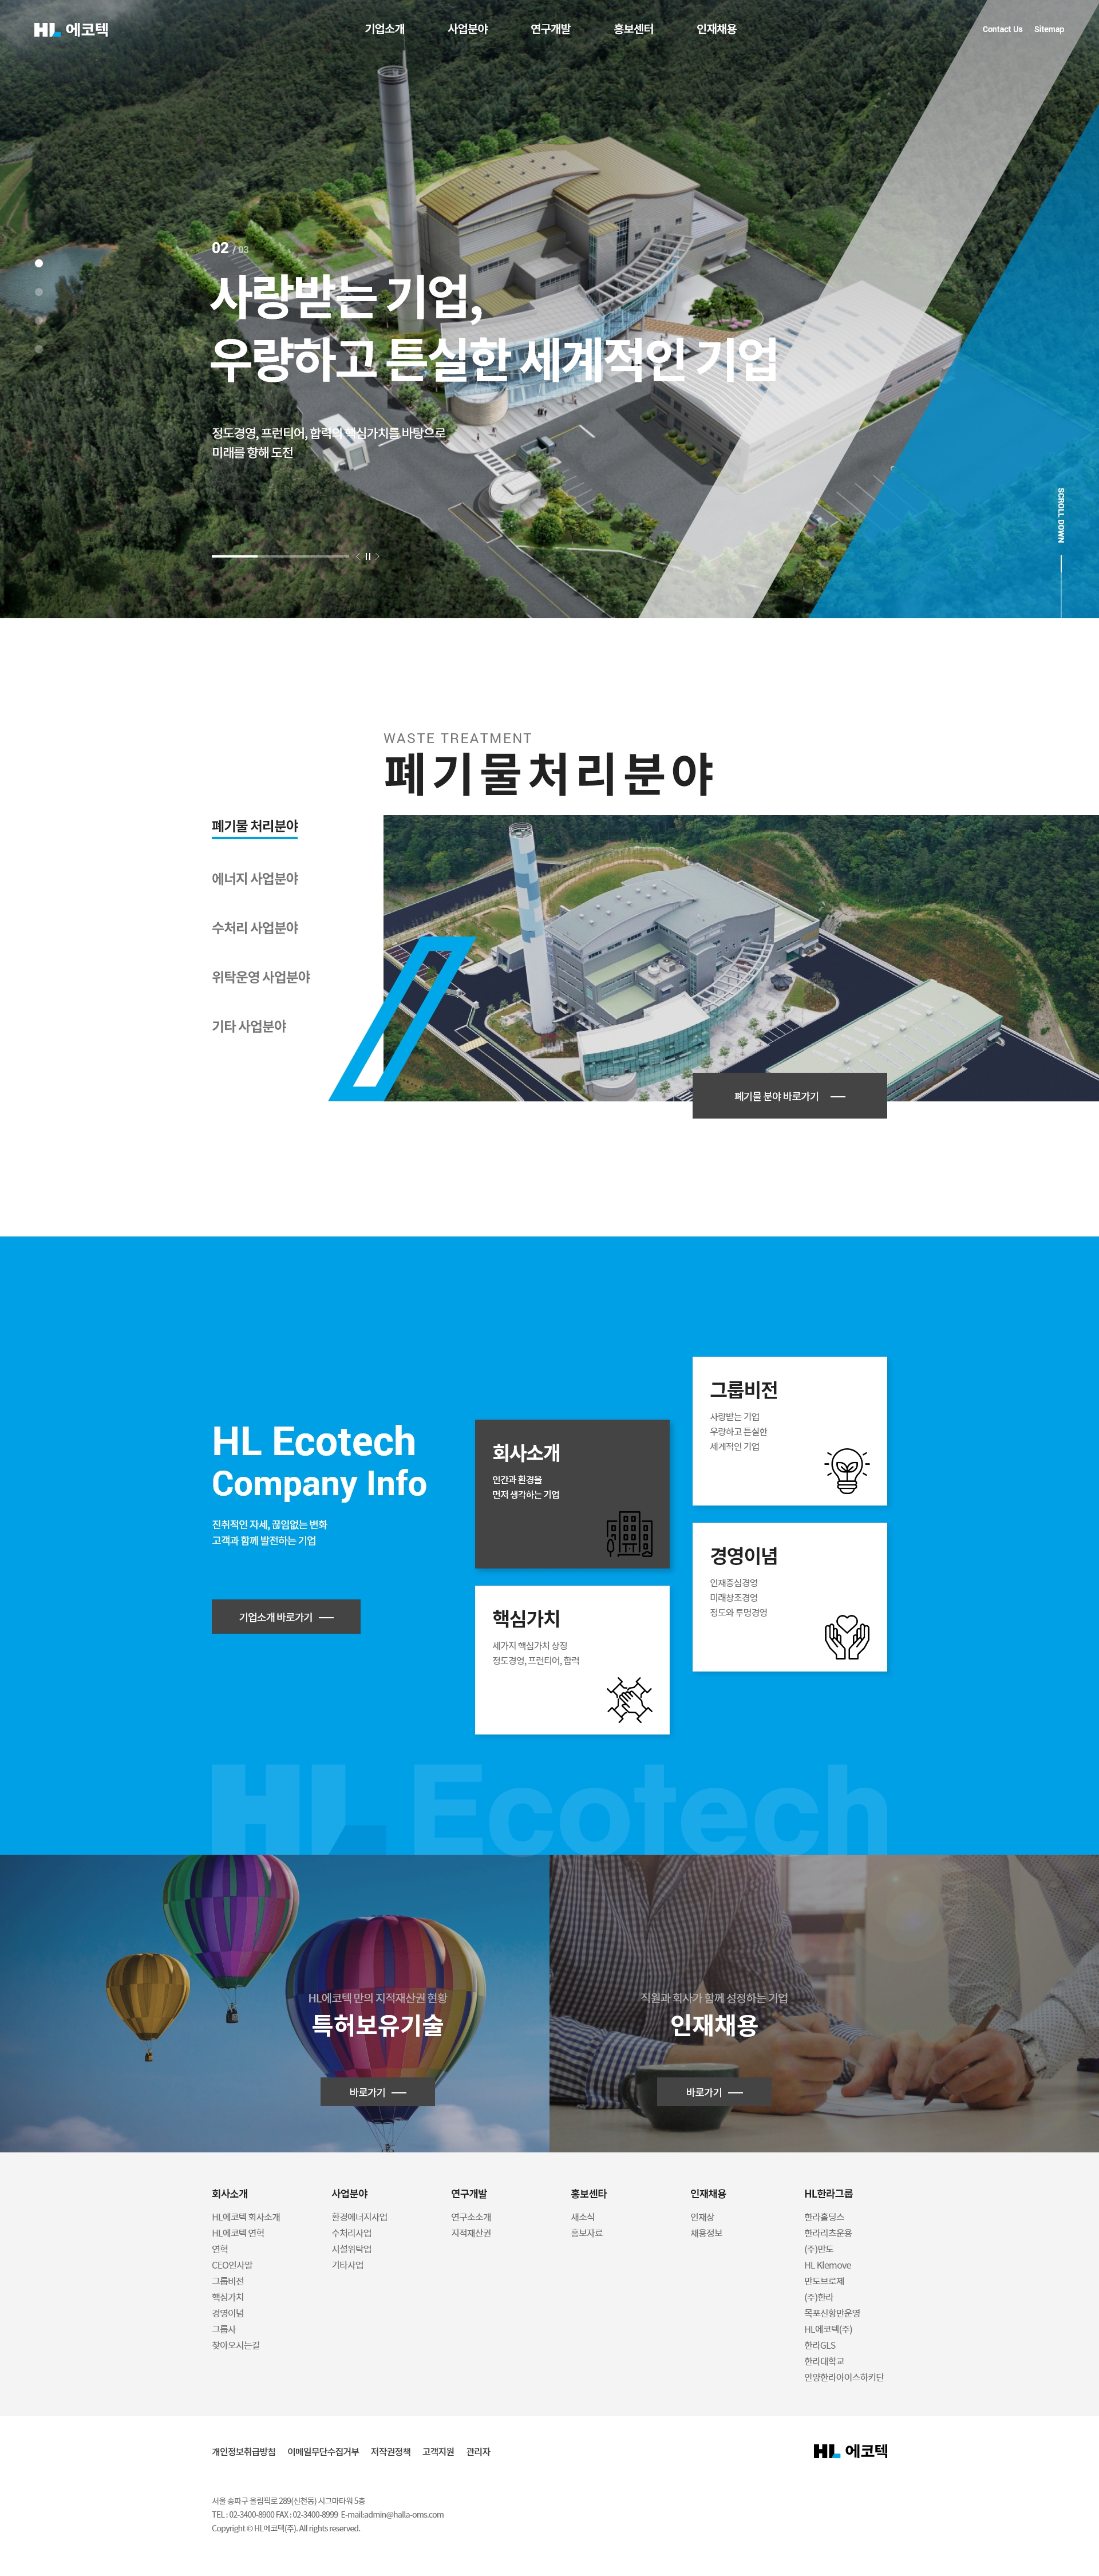 HL 에코텍
기업소개 사업분야 연구개발 홍보센터 인재채용
Contact Us Sitemap
02 / 03
사랑받는 기업,
우량하고 튼실한 세계적인 기업
정도경영, 프런티어, 합력의 핵심가치를 바탕으로
미래를 향해 도전
SCROLL DOWN
WASTE TREATMENT
폐기물처리분야
폐기물 처리분야
에너지 사업분야
수처리 사업분야
위탁운영 사업분야
기타 사업분야
폐기물 분야 바로가기
HL Ecotech
Company Info
진취적인 자세, 끊임없는 변화
고객과 함께 발전하는 기업
기업소개 바로가기
회사소개
인간과 환경을
먼저 생각하는 기업
핵심가치
세가지 핵심가치 상징
정도경영, 프런티어, 합력
그룹비전
사랑받는 기업
우량하고 튼실한
세계적인 기업
경영이념
인재중심경영
미래창조경영
정도와 투명경영
HL Ecotech
HL에코텍 만의 지적재산권 현황
특허보유기술
바로가기
직원과 회사가 함께 성정하는 기업
인재채용
바로가기
회사소개
HL에코텍 회사소개
HL에코텍 연혁
연혁
CEO인사말
그룹비전
핵심가치
경영이념
그룹사
찾아오시는길
사업분야
환경에너지사업
수처리사업
시설위탁업
기타사업
연구개발
연구소소개
지적재산권
홍보센타
새소식
홍보자료
인재채용
인재상
채용정보
HL한라그룹
한라홀딩스
한라리츠운용
(주)만도
HL Klemove
만도브로제
(주)한라
목포신항만운영
HL에코텍(주)
한라GLS
한라대학교
안양한라아이스하키단
개인정보취급방침 이메일무단수집거부 저작권정책 고객지원 관리자
HL 에코텍
서울 송파구 올림픽로 289(신천동) 시그마타워 5층
TEL : 02-3400-8900 FAX : 02-3400-8999 E-mail:admin@halla-oms.com
Copyright © HL에코텍(주). All rights reserved.